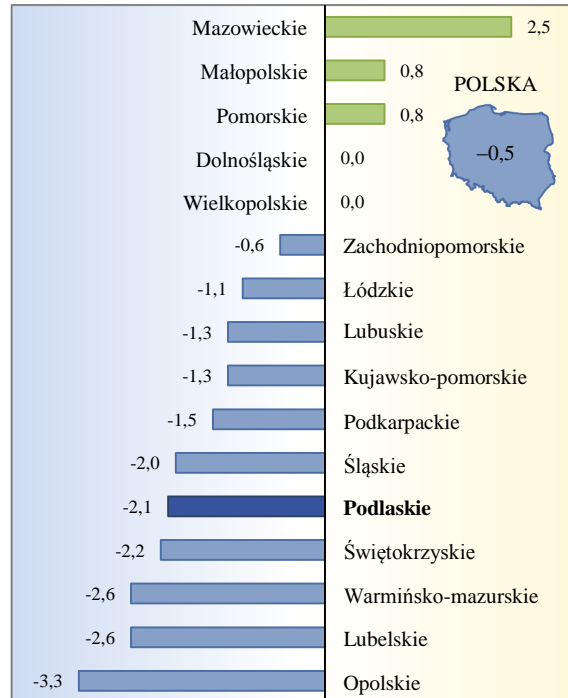 Mazowieckie 2,5
Małopolskie 0,8
POLSKA
Pomorskie 0,8
–0,5
Dolnośląskie 0,0
Wielkopolskie 0,0
-0,6 Zachodniopomorskie
-1,1 Łódzkie
-1,3 Lubuskie
-1,3 Kujawsko-pomorskie
-1,5 Podkarpackie
-2,0 Śląskie
-2,1 Podlaskie
-2,2 Świętokrzyskie
-2,6 Warmińsko-mazurskie
-2,6 Lubelskie
-3,3 Opolskie